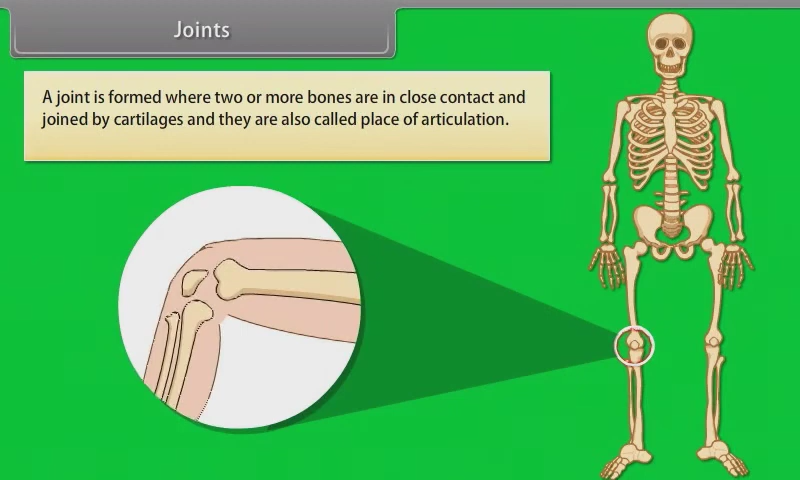 Joints
A joint is formed where two or more bones are in close contact and
joined by cartilages and they are also called place of articulation.